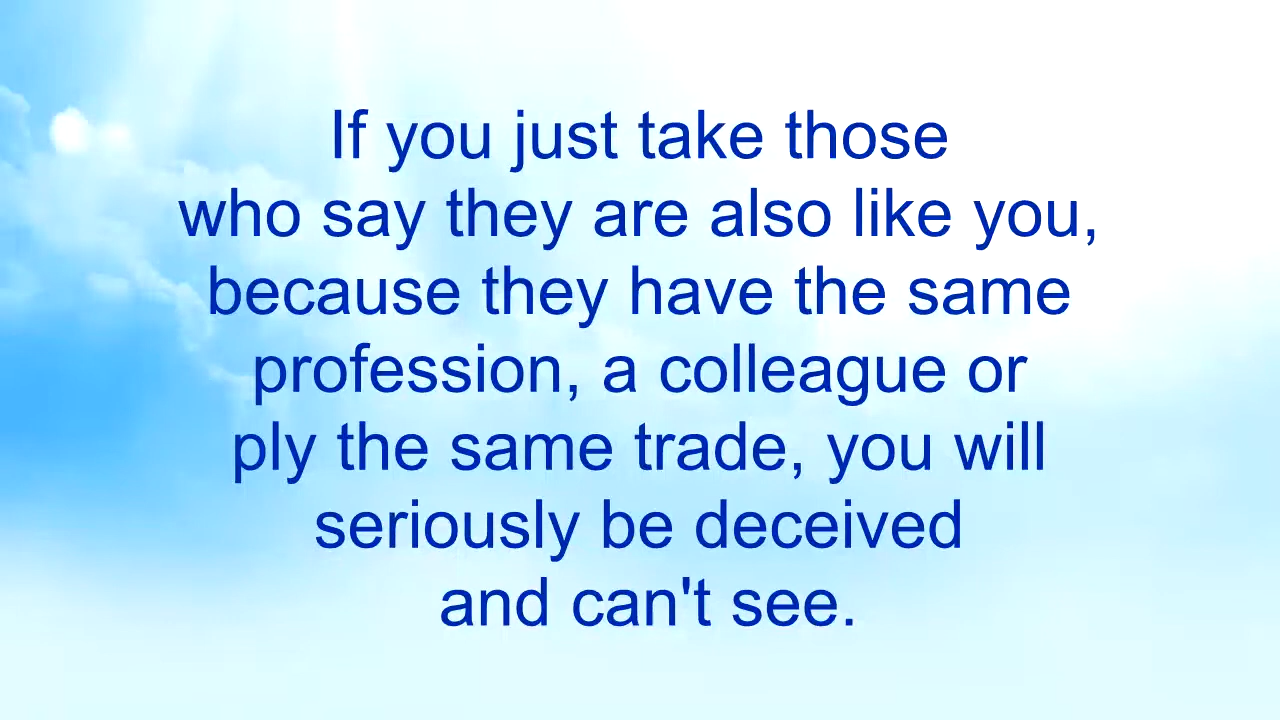 If you just take those
who say they are also like you,
because they have the same
profession, a colleague or
ply the same trade, you will
seriously be deceived
and can't see.